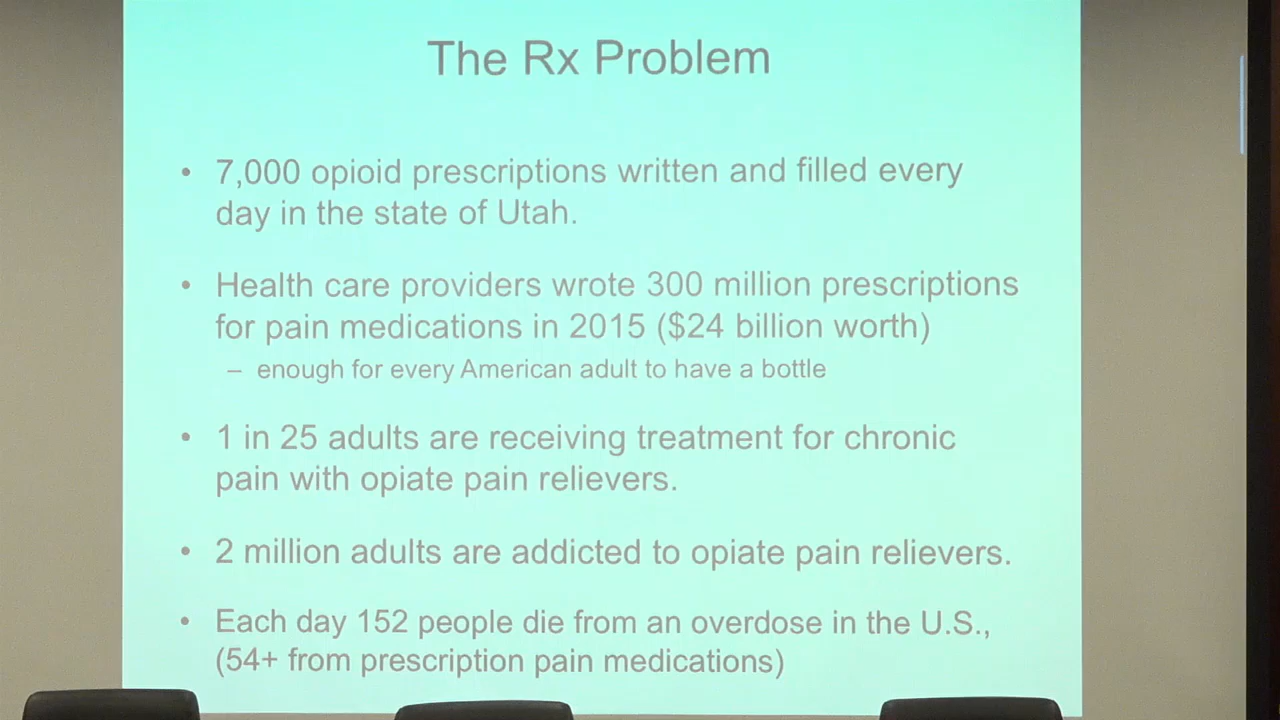 The Rx Problem
• 7,000 opioid prescriptions written and filled every
day in the state of Utah.
• Health care providers wrote 300 million prescriptions
for pain medications in 2015 ($24 billion worth)
– enough for every American adult to have a bottle
• 1 in 25 adults are receiving treatment for chronic
pain with opiate pain relievers.
• 2 million adults are addicted to opiate pain relievers.
• Each day 152 people die from an overdose in the U.S.,
(54+ from prescription pain medications)